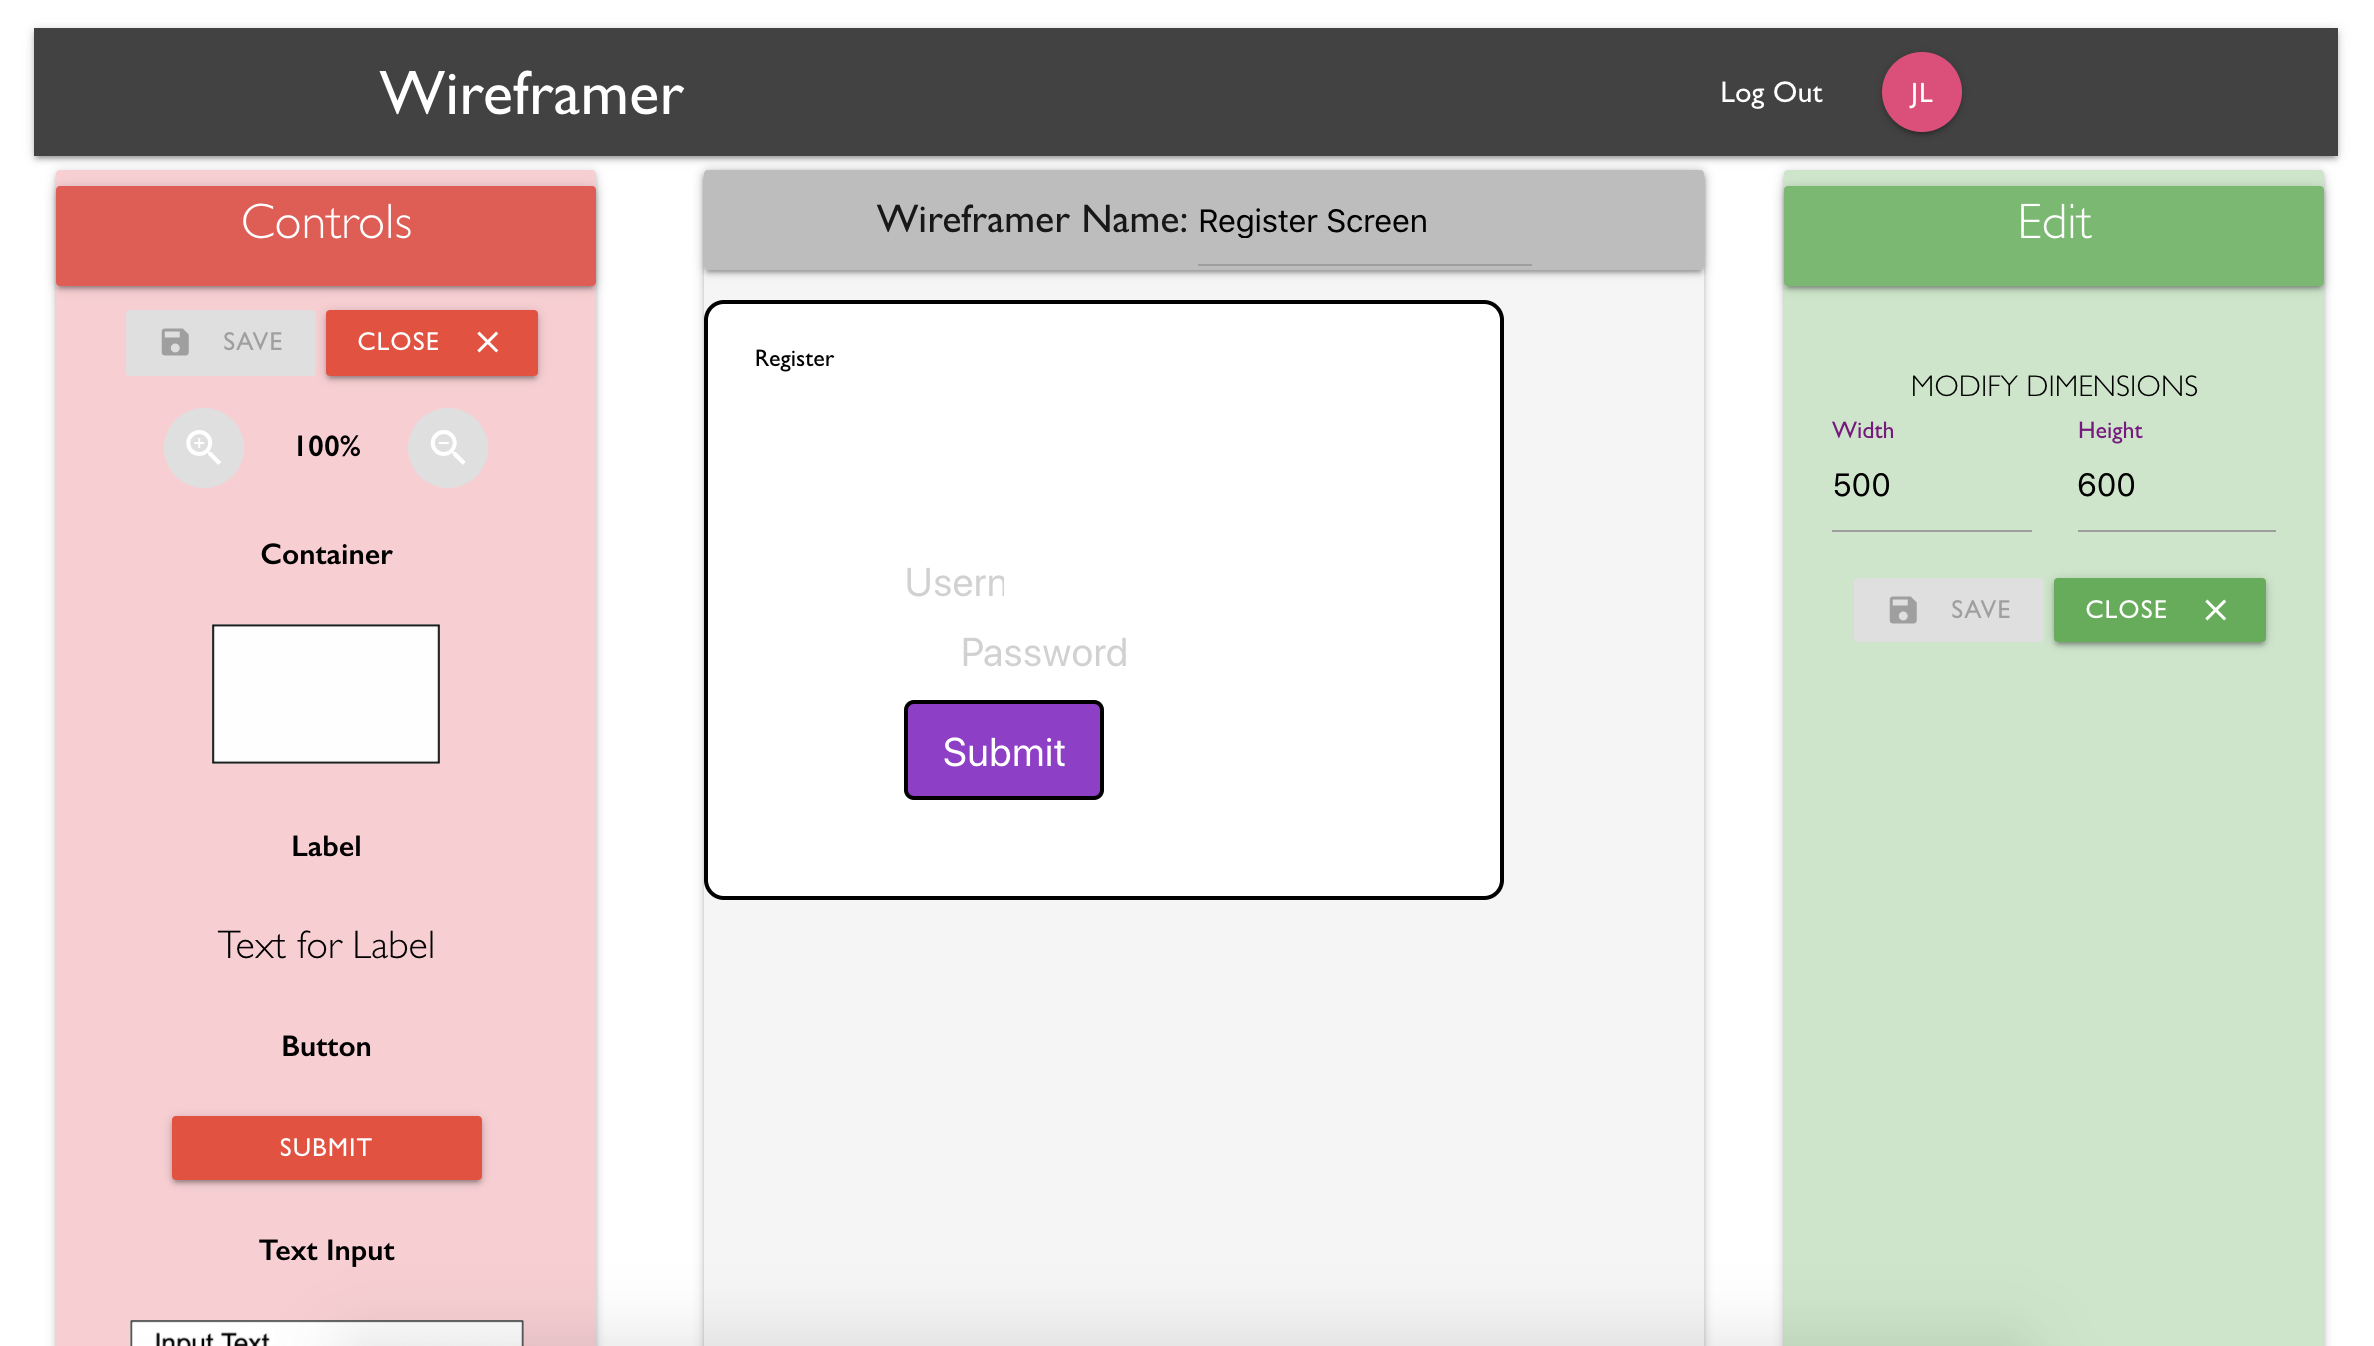 Wireframer
Log Out
JL
Controls
SAVE
CLOSE
100%
Container
Label
Text for Label
Button
SUBMIT
Text Input
Input Text
Wireframer Name: Register Screen
Register
Usern
Password
Submit
Edit
MODIFY DIMENSIONS
Width Height
500 600
SAVE
CLOSE